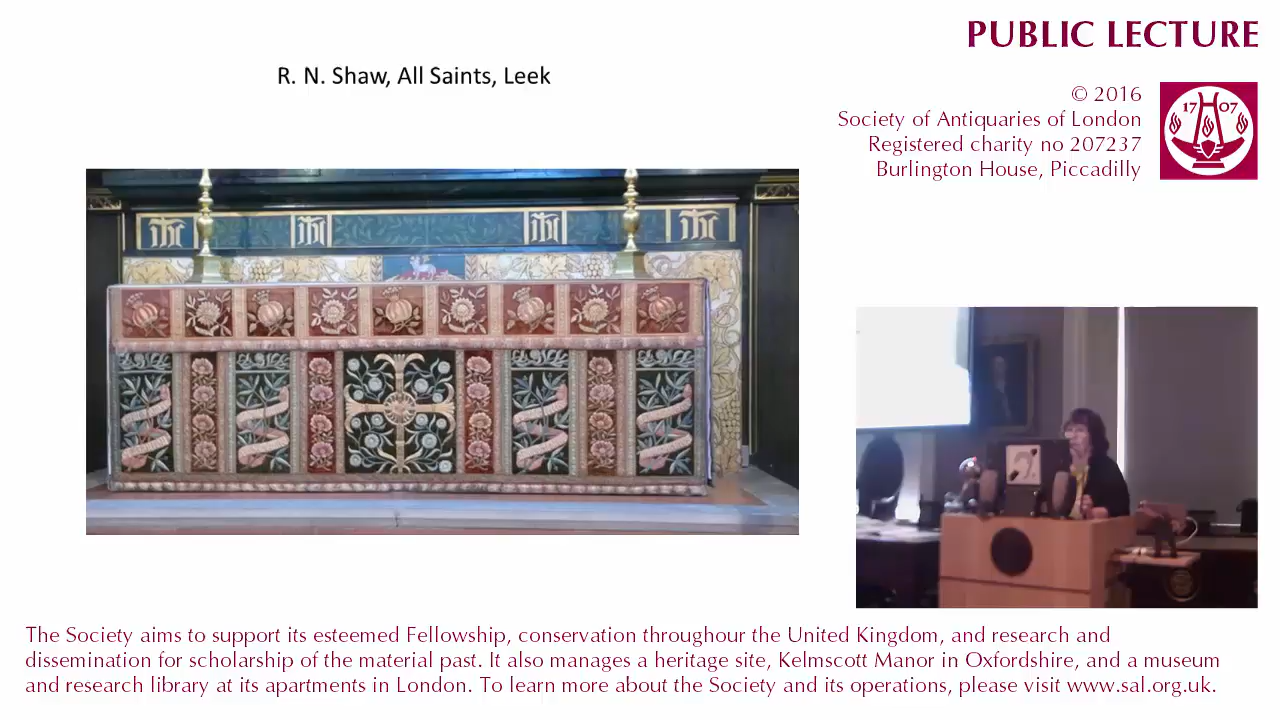 PUBLIC LECTURE
R. N. Shaw, All Saints, Leek
© 2016
Society of Antiquaries of London
Registered charity no 207237
Burlington House, Piccadilly
17 07
The Society aims to support its esteemed Fellowship, conservation throughour the United Kingdom, and research and
dissemination for scholarship of the material past. It also manages a heritage site, Kelmscott Manor in Oxfordshire, and a museum
and research library at its apartments in London. To learn more about the Society and its operations, please visit www.sal.org.uk.